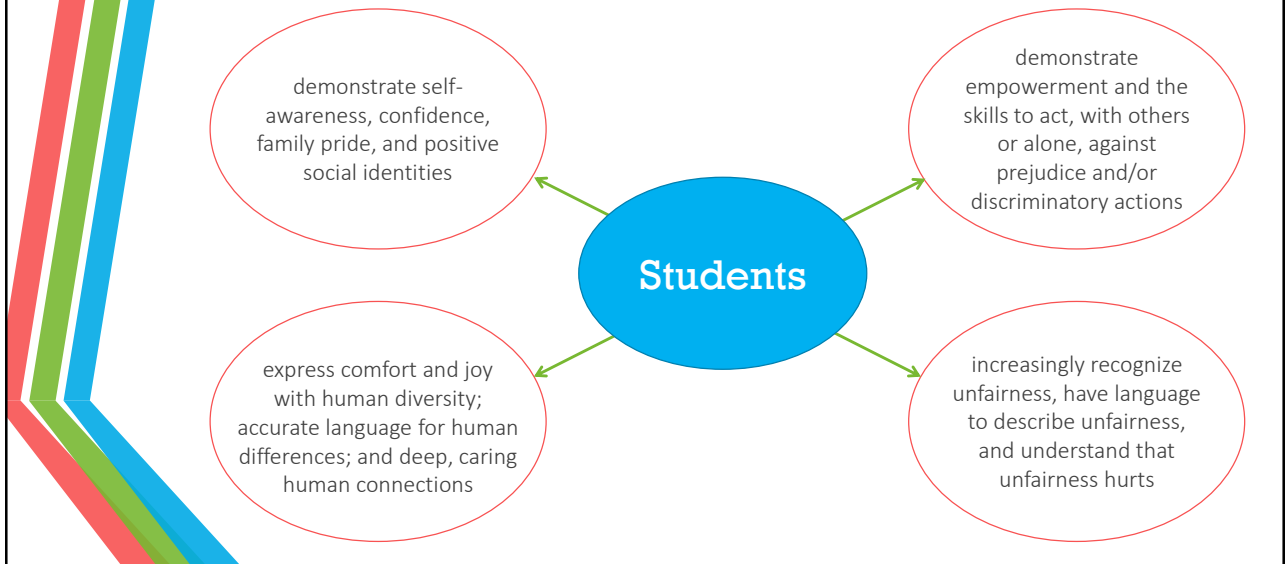 demonstrate self-
awareness, confidence,
family pride, and positive
social identities
demonstrate
empowerment and the
skills to act, with others
or alone, against
prejudice and/or
discriminatory actions
Students
express comfort and joy
with human diversity;
accurate language for human
differences; and deep, caring
human connections
increasingly recognize
unfairness, have language
to describe unfairness,
and understand that
unfairness hurts